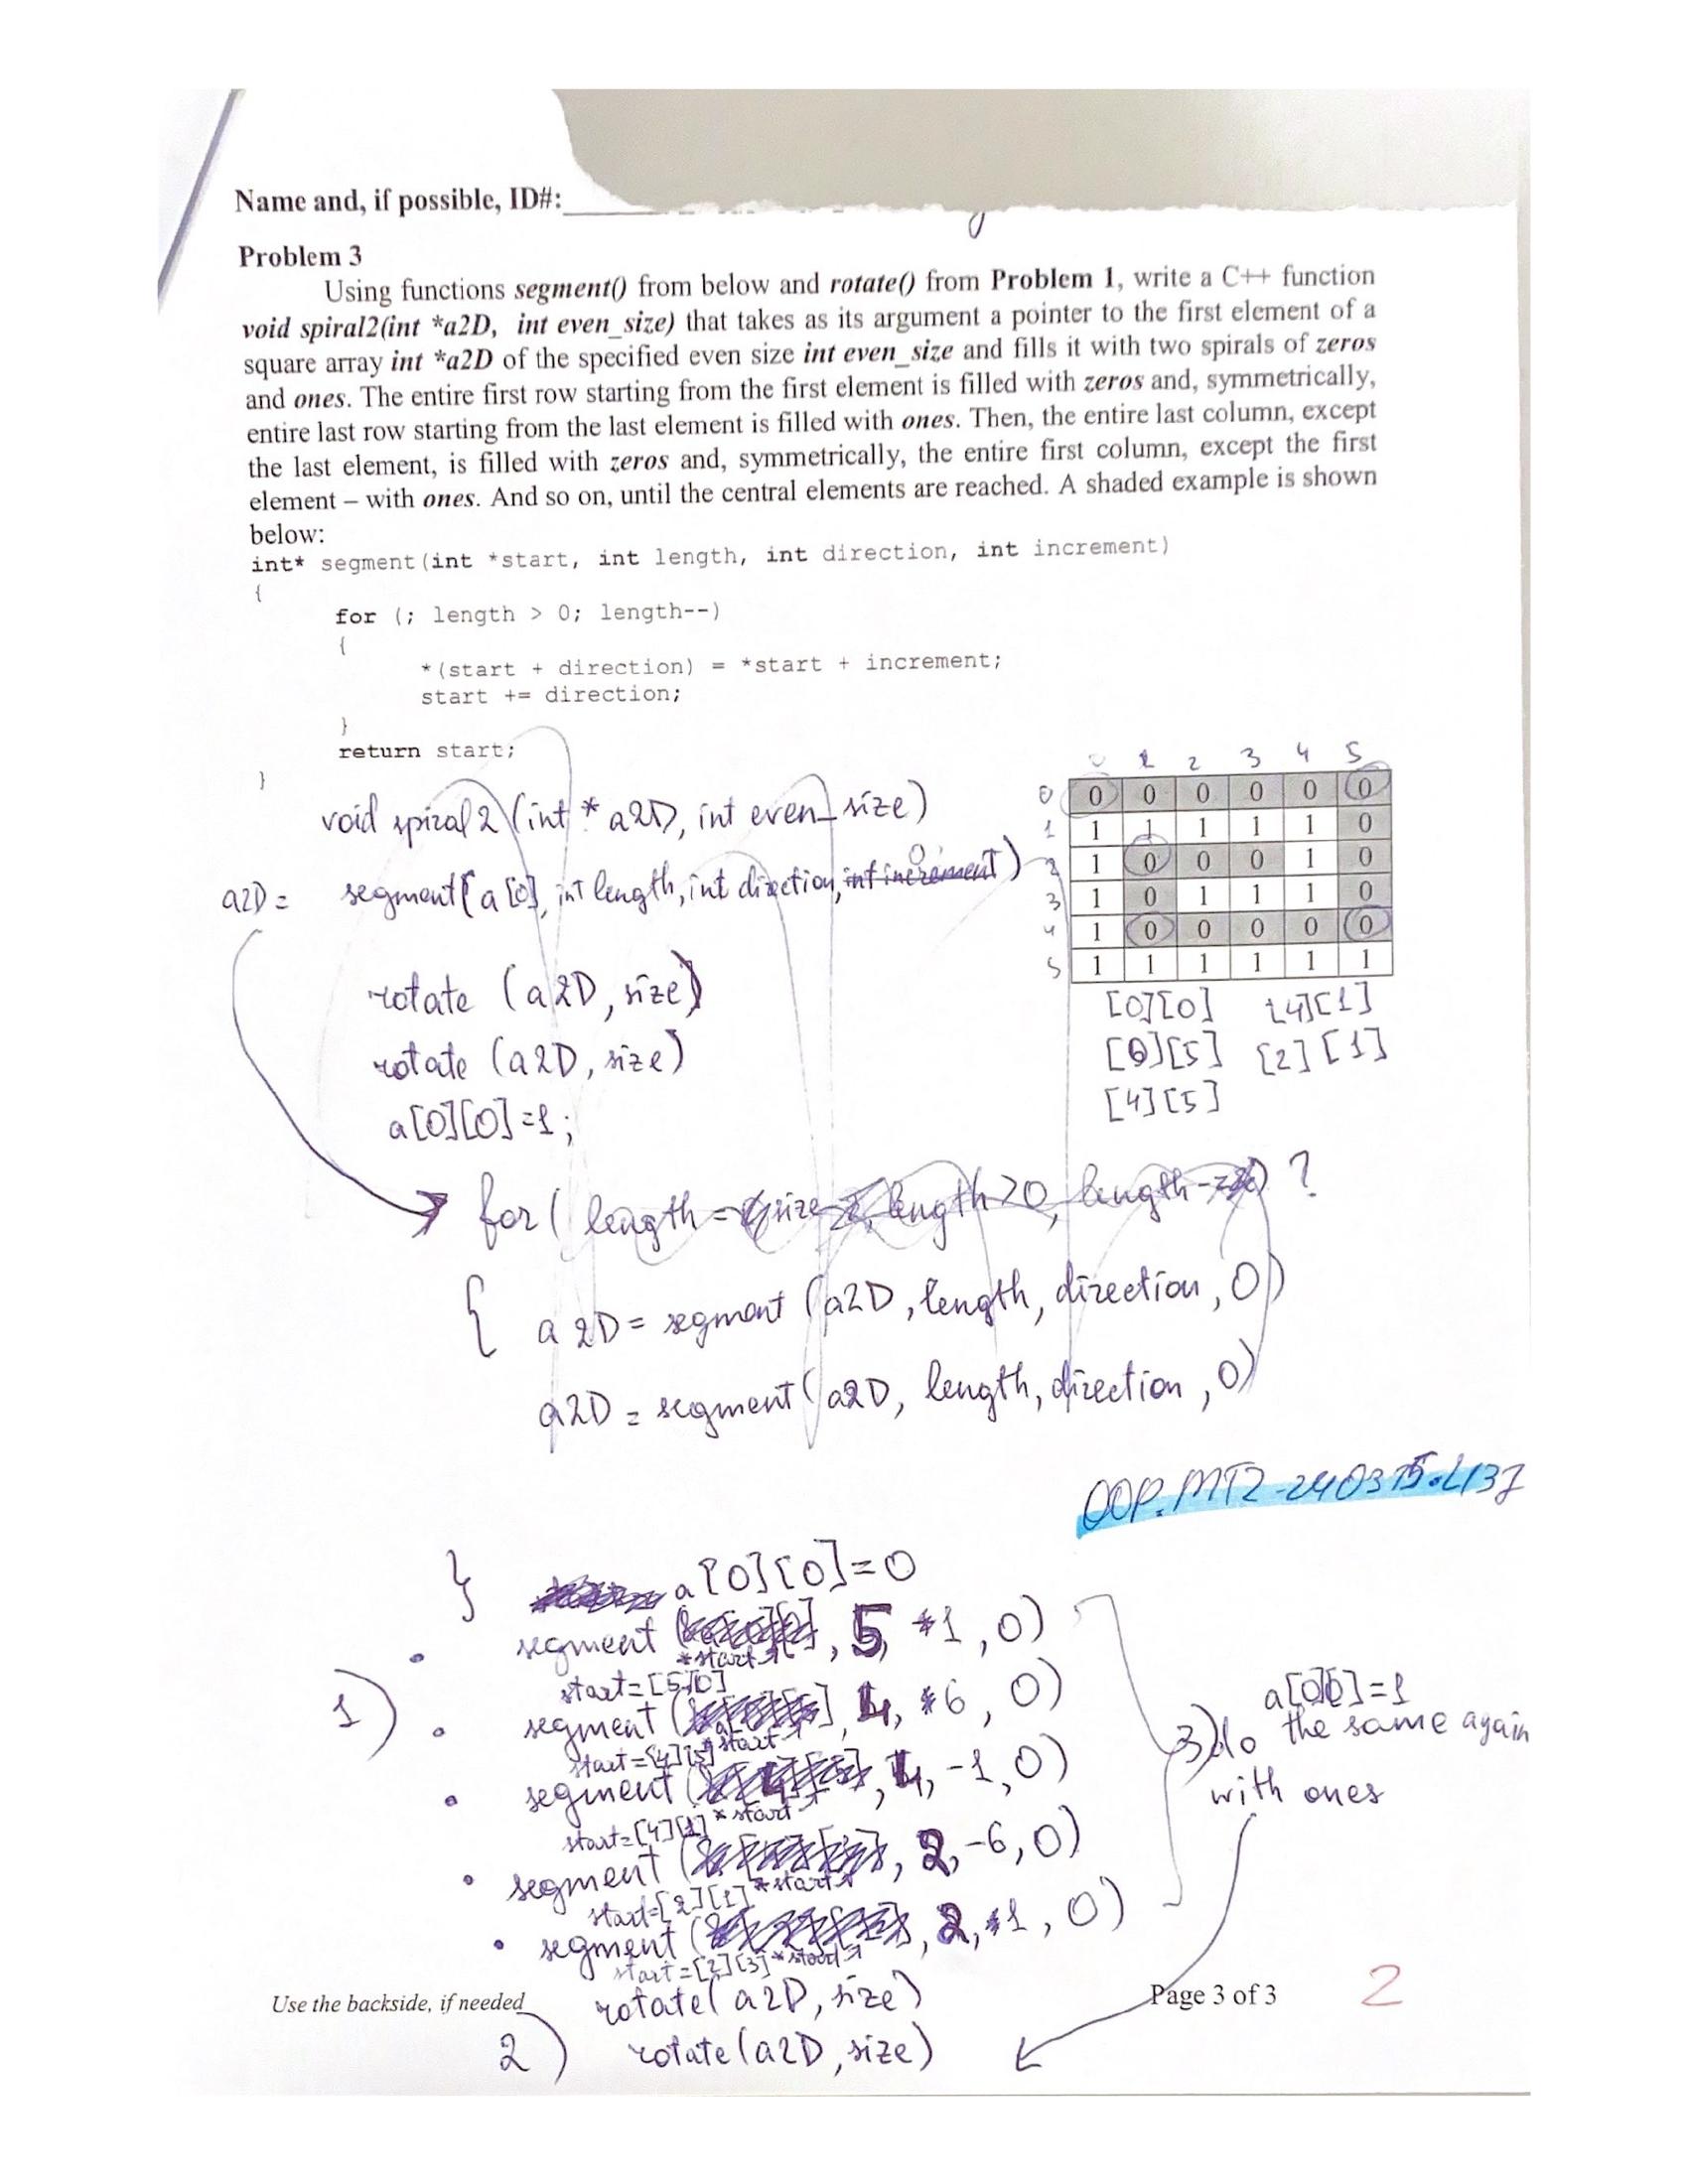 Name and, if possible, ID#:
Problem 3
Using functions segment() from below and rotate() from Problem 1, write a C++ function
void spiral2(int *a2D, int even_size) that takes as its argument a pointer to the first element of a
square array int *a2D of the specified even size int even_size and fills it with two spirals of zeros
and ones. The entire first row starting from the first element is filled with zeros and, symmetrically,
entire last row starting from the last element is filled with ones. Then, the entire last column, except
the last element, is filled with zeros and, symmetrically, the entire first column, except the first
element – with ones. And so on, until the central elements are reached. A shaded example is shown
below:
int* segment(int *start, int length, int direction, int increment)
{
for (; length > 0; length--)
{
*(start + direction) = *start + increment;
start += direction;
}
return start;
}
0 1 2 3 4 5
0 0 0 0 0 0 0
1 1 1 1 1 1 0
2 1 0 0 0 1 0
3 1 0 1 1 1 0
4 1 0 0 0 0 0
5 1 1 1 1 1 1
[0][0] [4][1]
[0][5] [2][1]
[4][5]
void spiral2 (int * a2D, int even_size)
a2D = segment(a[0], int length, int direction, int increment 0)
rotate (a2D, size)
rotate (a2D, size)
a[0][0]=1;
for( length = size length>0, length-- ) ?
{ a2D = segment (a2D, length, direction, 0)
a2D = segment (a2D, length, direction, 0)
OOP.MT2-240315.L137
} a[0][0]=0
segment ( *start, 5, *1, 0)
start=[5][0]
1) segment ( *start, 4, *6, 0)
start=[4][5]
segment ( *start, 4, -1, 0)
start=[4][1]
segment ( *start, 2, -6, 0)
start=[2][1]
segment ( *start, 2, *1, 0)
start=[2][3]
3) do a[0][0]=1
the same again
with ones
Use the backside, if needed
rotate( a2D, size)
2) rotate(a2D, size)
Page 3 of 3
2